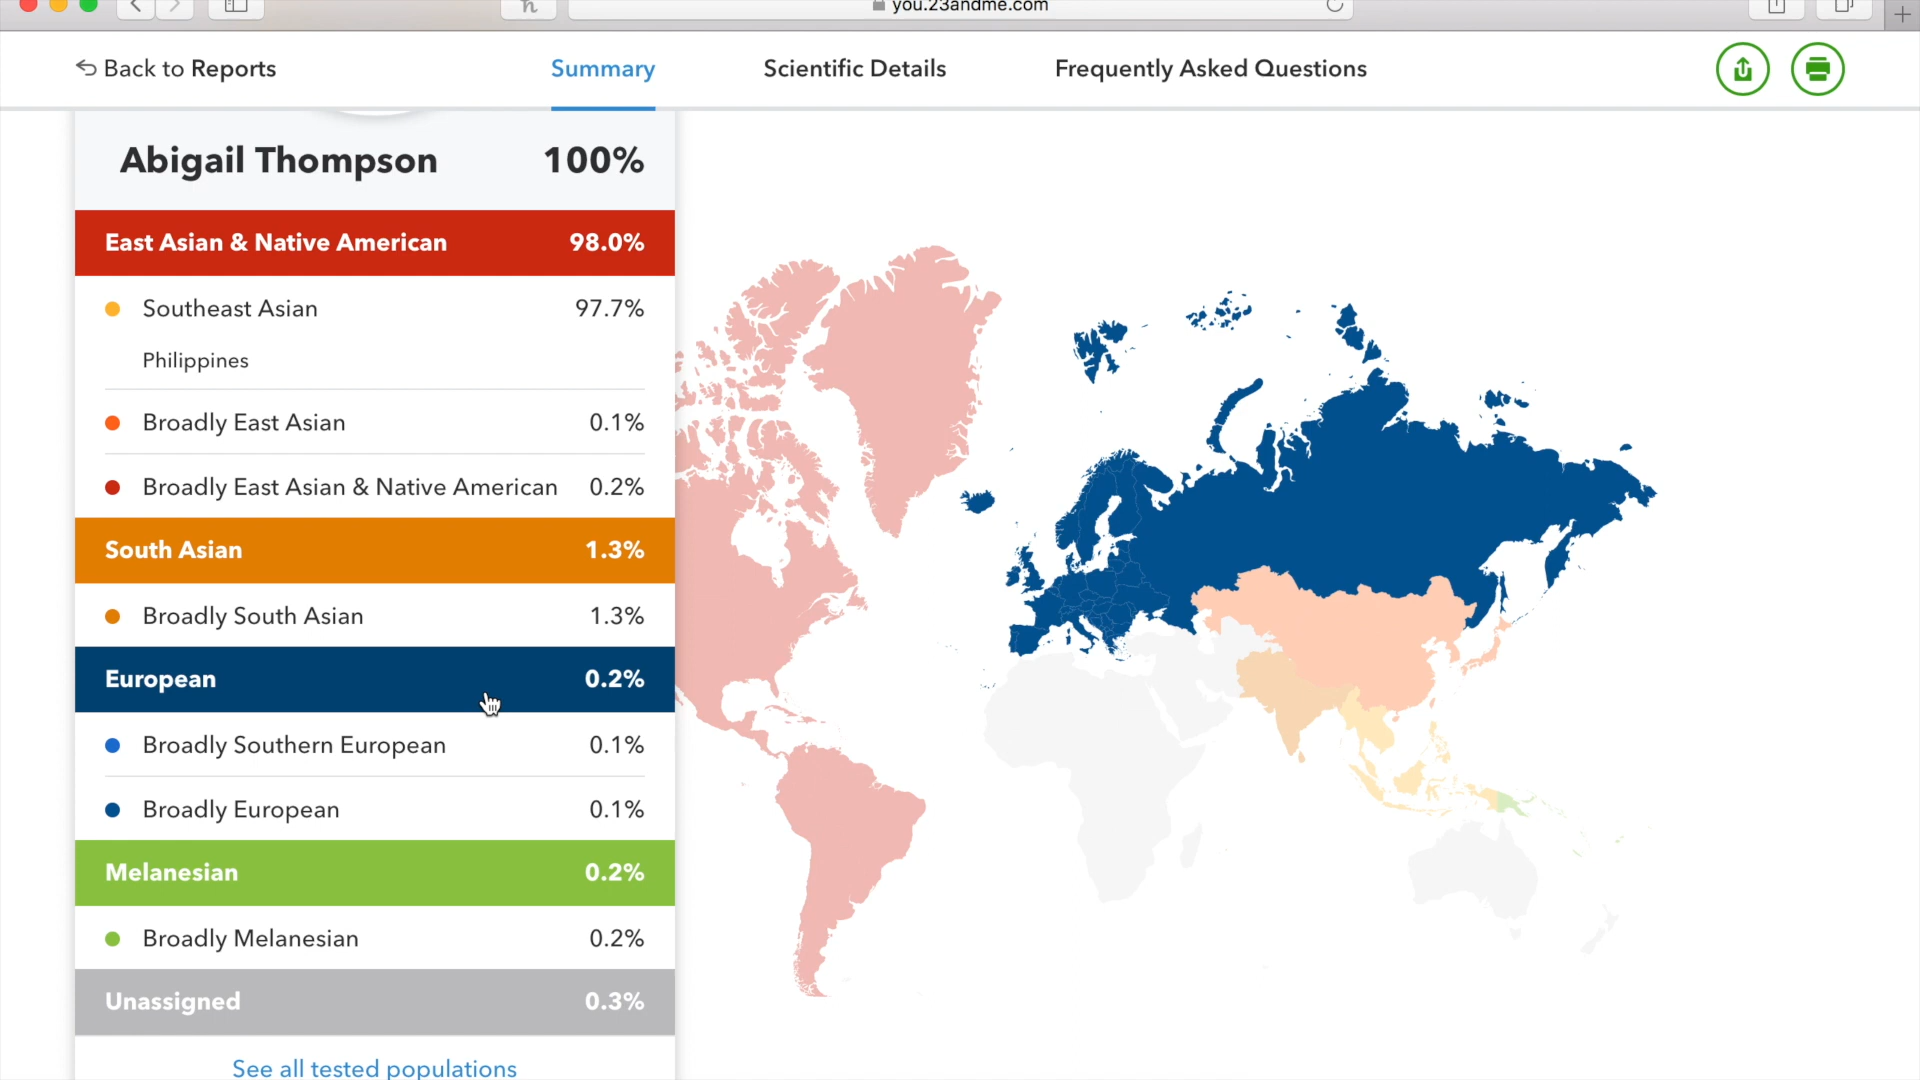 you.23andme.com
Back to Reports
Summary
Scientific Details
Frequently Asked Questions
Abigail Thompson 100%
East Asian & Native American 98.0%
Southeast Asian 97.7%
Philippines
Broadly East Asian 0.1%
Broadly East Asian & Native American 0.2%
South Asian 1.3%
Broadly South Asian 1.3%
European 0.2%
Broadly Southern European 0.1%
Broadly European 0.1%
Melanesian 0.2%
Broadly Melanesian 0.2%
Unassigned 0.3%
See all tested populations